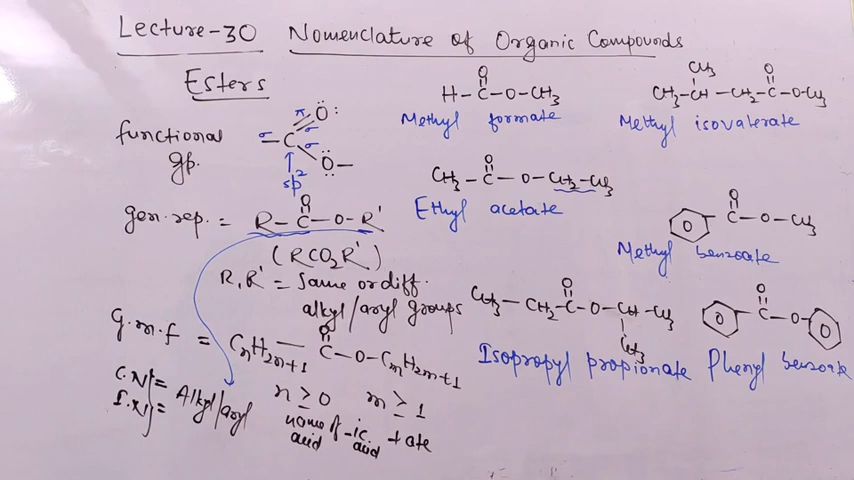 Lecture-30 Nomenclature of Organic Compounds
Esters
functional gp.
π
σ
σ
σ
sp²
-C
O
O-
gen. rep. = R-C-O-R'
O
(RCO₂R')
R, R' = Same or diff. alkyl/aryl groups
G.m.f = CnH2n+1 - C - O - CmH2m+1
O
n ≥ 0 m ≥ 1
C.N =
I.N =
Alkyl/aryl name of acid -ic acid + ate
O
H-C-O-CH₃
Methyl formate
O
CH₃-C-O-CH₂-CH₃
Ethyl acetate
O
CH₃-CH₂-C-O-CH-CH₃
CH₃
Isopropyl propionate
CH₃
O
CH₃-CH-CH₂-C-O-CH₃
Methyl isovalerate
O
C-O-CH₃
Methyl benzoate
O
C-O-
Phenyl benzoate